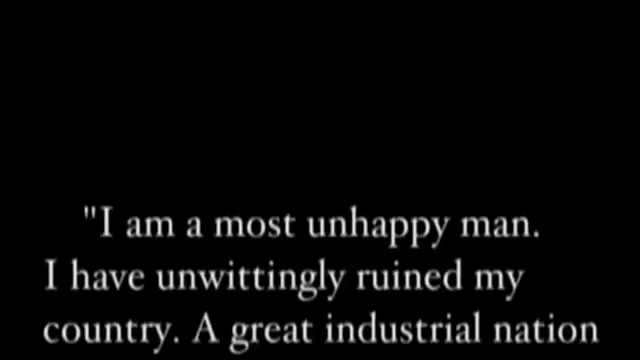 "I am a most unhappy man.
I have unwittingly ruined my
country. A great industrial nation